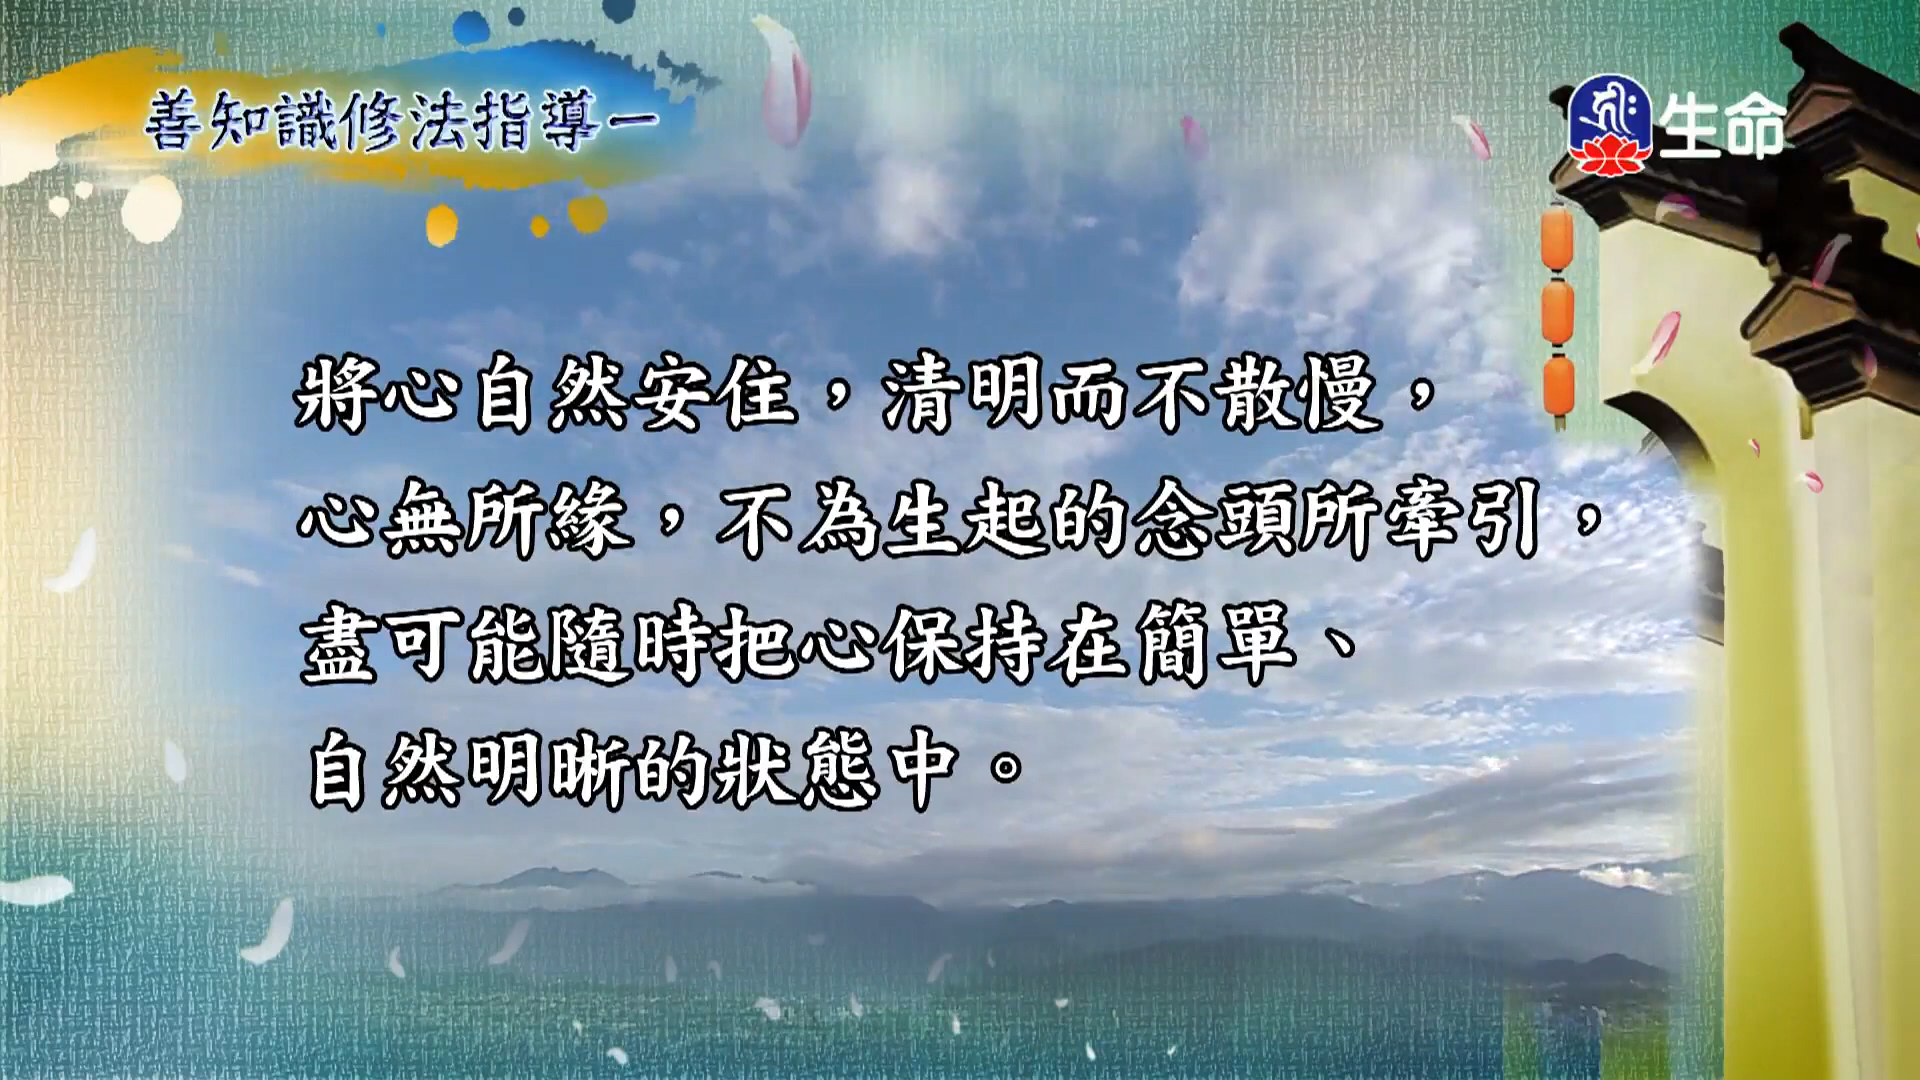 善知識修法指導一
生命
將心自然安住，清明而不散慢，
心無所緣，不為生起的念頭所牽引，
盡可能隨時把心保持在簡單、
自然明晰的狀態中。